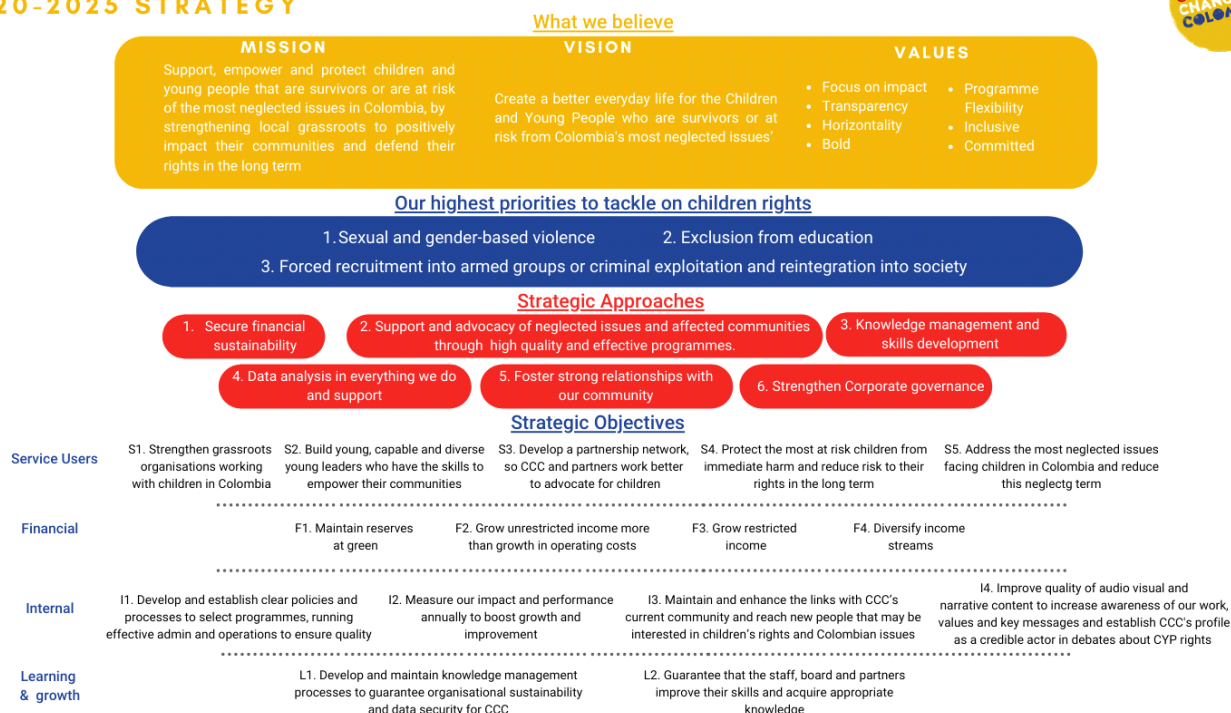 20-2025 STRATEGY
CHANG
COLOM
What we believe
MISSION
Support, empower and protect children and
young people that are survivors or are at risk
of the most neglected issues in Colombia, by
strengthening local grassroots to positively
impact their communities and defend their
rights in the long term
VISION
Create a better everyday life for the Children
and Young People who are survivors or at
risk from Colombia's most neglected issues'
VALUES
• Focus on impact
• Transparency
• Horizontality
• Bold
• Programme
Flexibility
• Inclusive
• Committed
Our highest priorities to tackle on children rights
1. Sexual and gender-based violence
2. Exclusion from education
3. Forced recruitment into armed groups or criminal exploitation and reintegration into society
Strategic Approaches
1. Secure financial
sustainability
2. Support and advocacy of neglected issues and affected communities
through high quality and effective programmes.
3. Knowledge management and
skills development
4. Data analysis in everything we do
and support
5. Foster strong relationships with
our community
6. Strengthen Corporate governance
Strategic Objectives
Service Users
S1. Strengthen grassroots
organisations working
with children in Colombia
S2. Build young, capable and diverse
young leaders who have the skills to
empower their communities
S3. Develop a partnership network,
so CCC and partners work better
to advocate for children
S4. Protect the most at risk children from
immediate harm and reduce risk to their
rights in the long term
S5. Address the most neglected issues
facing children in Colombia and reduce
this neglectg term
Financial
F1. Maintain reserves
at green
F2. Grow unrestricted income more
than growth in operating costs
F3. Grow restricted
income
F4. Diversify income
streams
Internal
I1. Develop and establish clear policies and
processes to select programmes, running
effective admin and operations to ensure quality
I2. Measure our impact and performance
annually to boost growth and
improvement
I3. Maintain and enhance the links with CCC's
current community and reach new people that may be
interested in children's rights and Colombian issues
I4. Improve quality of audio visual and
narrative content to increase awareness of our work,
values and key messages and establish CCC's profile
as a credible actor in debates about CYP rights
Learning
& growth
L1. Develop and maintain knowledge management
processes to guarantee organisational sustainability
and data security for CCC
L2. Guarantee that the staff, board and partners
improve their skills and acquire appropriate
knowledge